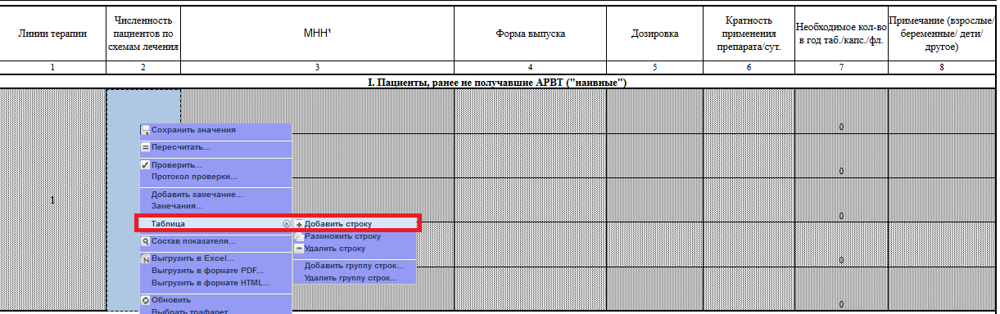 Линии терапии
Численность
пациентов по
схемам лечения
МНН¹
Форма выпуска
Дозировка
Кратность
применения
препарата/сут.
Необходимое кол-во
в год таб./капс./фл.
Примечание (взрослые/
беременные/ дети/
другое)
1 2 3 4 5 6 7 8
I. Пациенты, ранее не получавшие АРВТ ("наивные")
1
0
0
0
0
0
Сохранить значения
Пересчитать...
Проверить...
Протокол проверки...
Добавить замечание...
Замечания...
Таблица
Состав показателя...
Выгрузить в Excel...
Выгрузить в формате PDF...
Выгрузить в формате HTML...
Обновить
Выбрать трафарет
Добавить строку
Размножить строку
Удалить строку
Добавить группу строк...
Удалить группу строк...